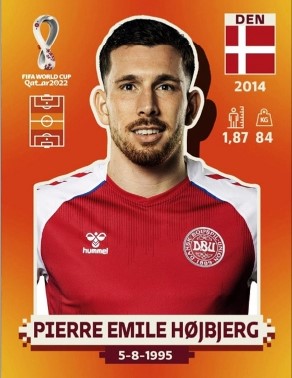 DEN
FIFA WORLD CUP
Qatar2022
2014
KG
1,87 84
hummel
DBU
PIERRE EMILE HØJBJERG
5-8-1995